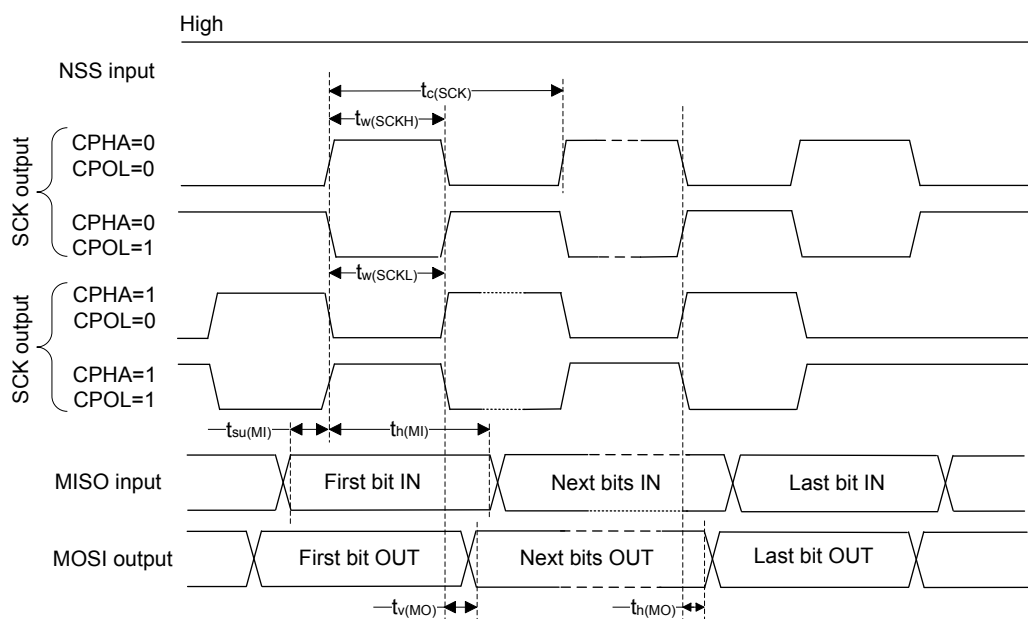 High
NSS input
tc(SCK)
tw(SCKH)
SCK output
CPHA=0
CPOL=0
CPHA=0
CPOL=1
tw(SCKL)
SCK output
CPHA=1
CPOL=0
CPHA=1
CPOL=1
tsu(MI)
th(MI)
MISO input
First bit IN
Next bits IN
Last bit IN
MOSI output
First bit OUT
Next bits OUT
Last bit OUT
tv(MO)
th(MO)